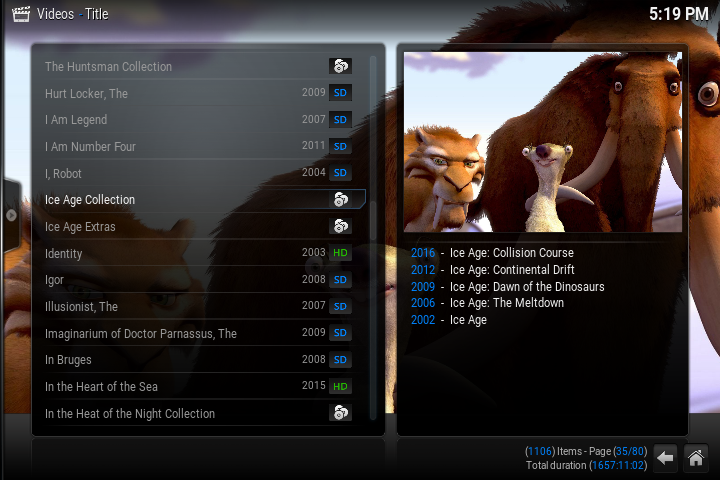 Videos - Title
5:19 PM
The Huntsman Collection
Hurt Locker, The 2009 SD
I Am Legend 2007 SD
I Am Number Four 2011 SD
I, Robot 2004 SD
Ice Age Collection
Ice Age Extras
Identity 2003 HD
Igor 2008 SD
Illusionist, The 2007 SD
Imaginarium of Doctor Parnassus, The 2009 SD
In Bruges 2008 SD
In the Heart of the Sea 2015 HD
In the Heat of the Night Collection
2016 - Ice Age: Collision Course
2012 - Ice Age: Continental Drift
2009 - Ice Age: Dawn of the Dinosaurs
2006 - Ice Age: The Meltdown
2002 - Ice Age
(1106) Items - Page (35/80)
Total duration (1657:11:02)